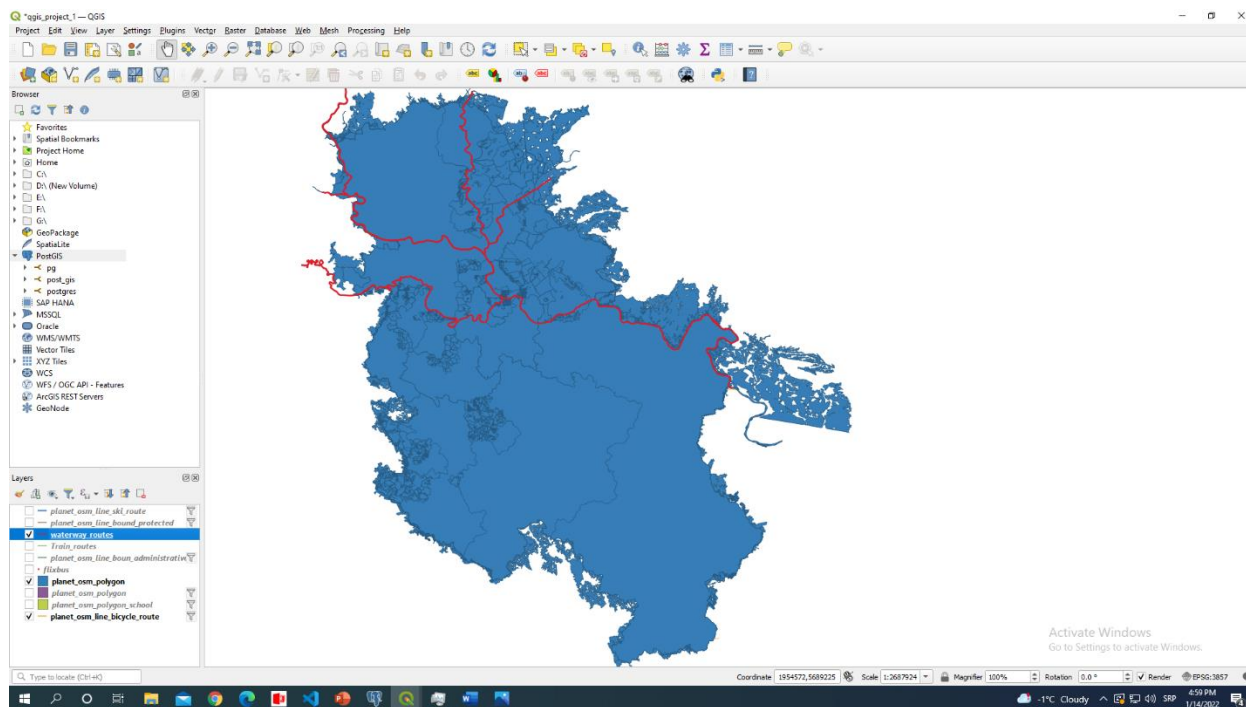 *qgis_project_1 — QGIS
Project Edit View Layer Settings Plugins Vector Raster Database Web Mesh Processing Help
Browser
Favorites
Spatial Bookmarks
Project Home
Home
C:\
D:\ (New Volume)
E:\
F:\
G:\
GeoPackage
SpatiaLite
PostGIS
pg
post_gis
postgres
SAP HANA
MSSQL
Oracle
WMS/WMTS
Vector Tiles
XYZ Tiles
WCS
WFS / OGC API - Features
ArcGIS REST Servers
GeoNode
Layers
planet_osm_line_ski_route
planet_osm_line_bound_protected
waterway_routes
Train_routes
planet_osm_line_boun_administrativ
flixbus
planet_osm_polygon
planet_osm_polygon
planet_osm_polygon_school
planet_osm_line_bicycle_route
Activate Windows
Go to Settings to activate Windows.
Type to locate (Ctrl+K)
Coordinate 1954572,5689225 Scale 1:2687924 Magnifier 100% Rotation 0.0 ° Render EPSG:3857
-1°C Cloudy SRP 4:59 PM
1/14/2022